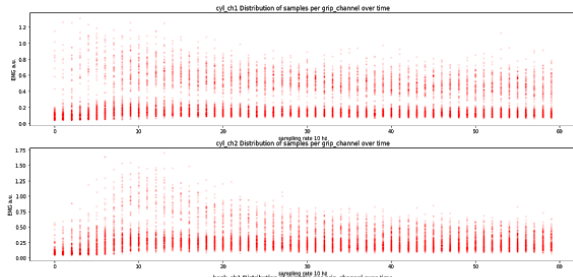 cyl_ch1 Distribution of samples per grip_channel over time
EMG a.u.
1.2
1.0
0.8
0.6
0.4
0.2
0.0
0 10 20 30 40 50 60
sampling rate 10 hz
cyl_ch2 Distribution of samples per grip_channel over time
EMG a.u.
1.75
1.50
1.25
1.00
0.75
0.50
0.25
0.00
0 10 20 30 40 50 60
sampling rate 10 hz